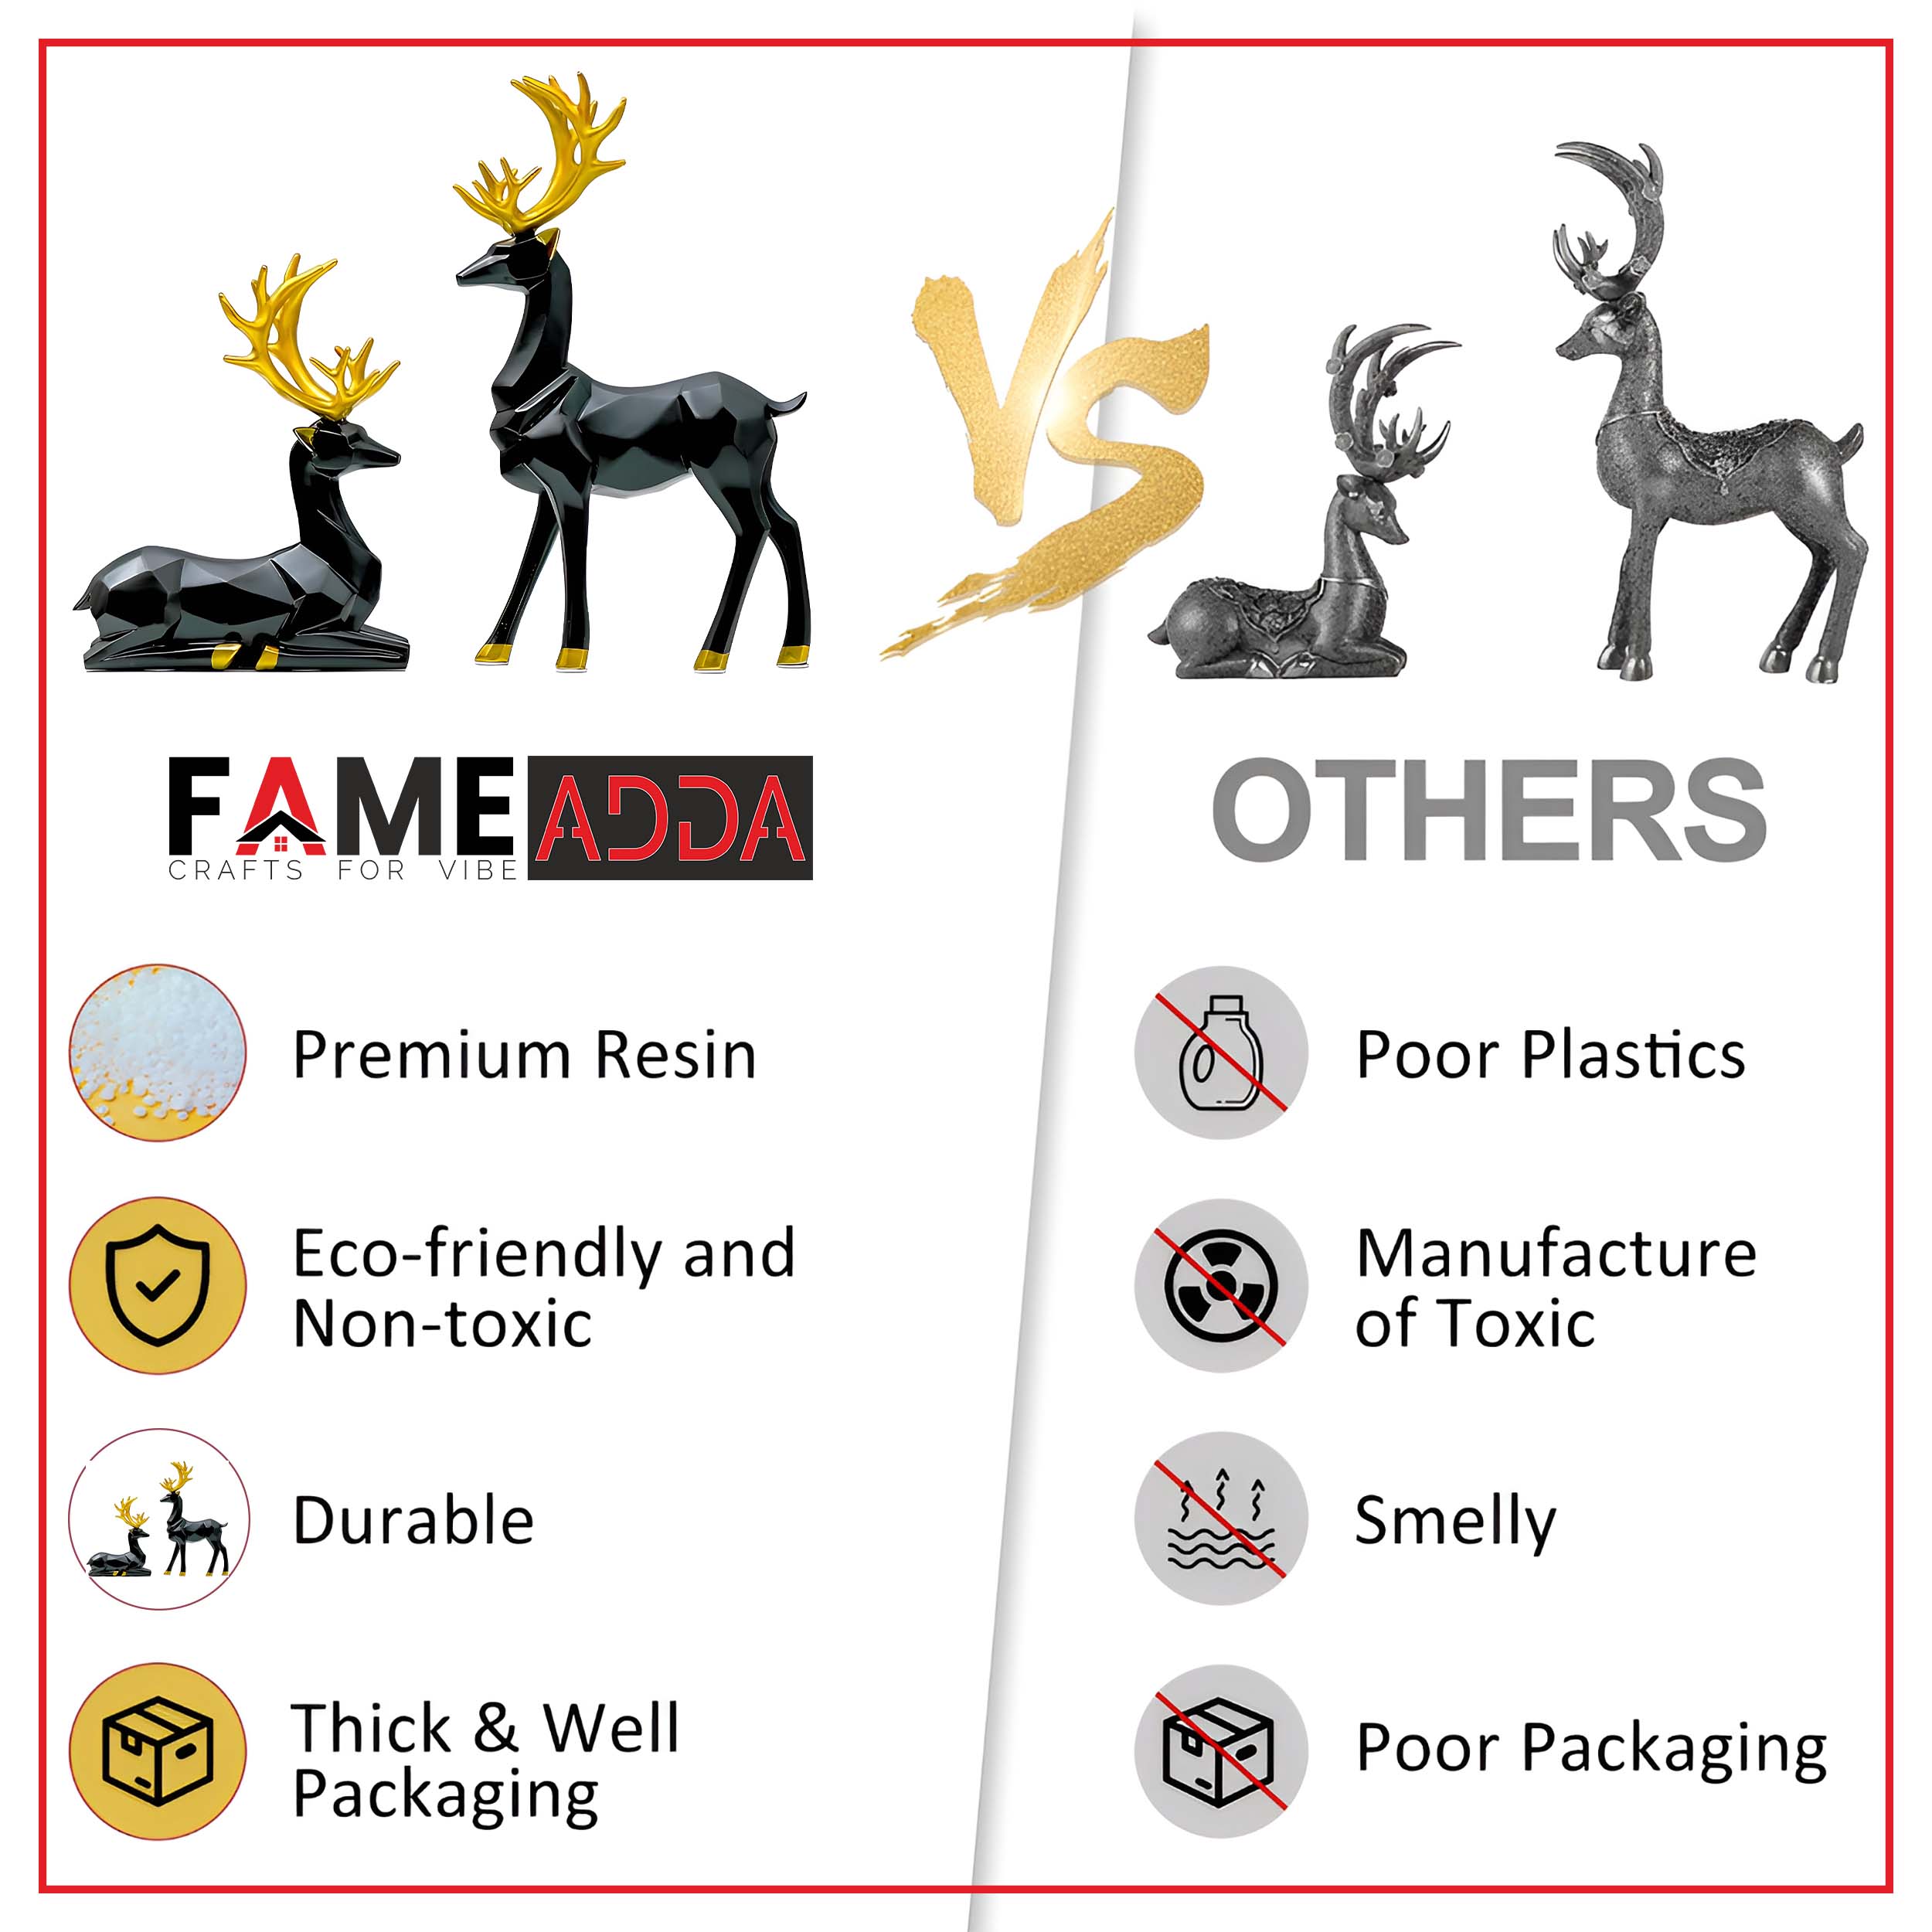 VS
FAME ADDA
CRAFTS FOR VIBE
OTHERS
Premium Resin
Eco-friendly and
Non-toxic
Durable
Thick & Well
Packaging
Poor Plastics
Manufacture
of Toxic
Smelly
Poor Packaging